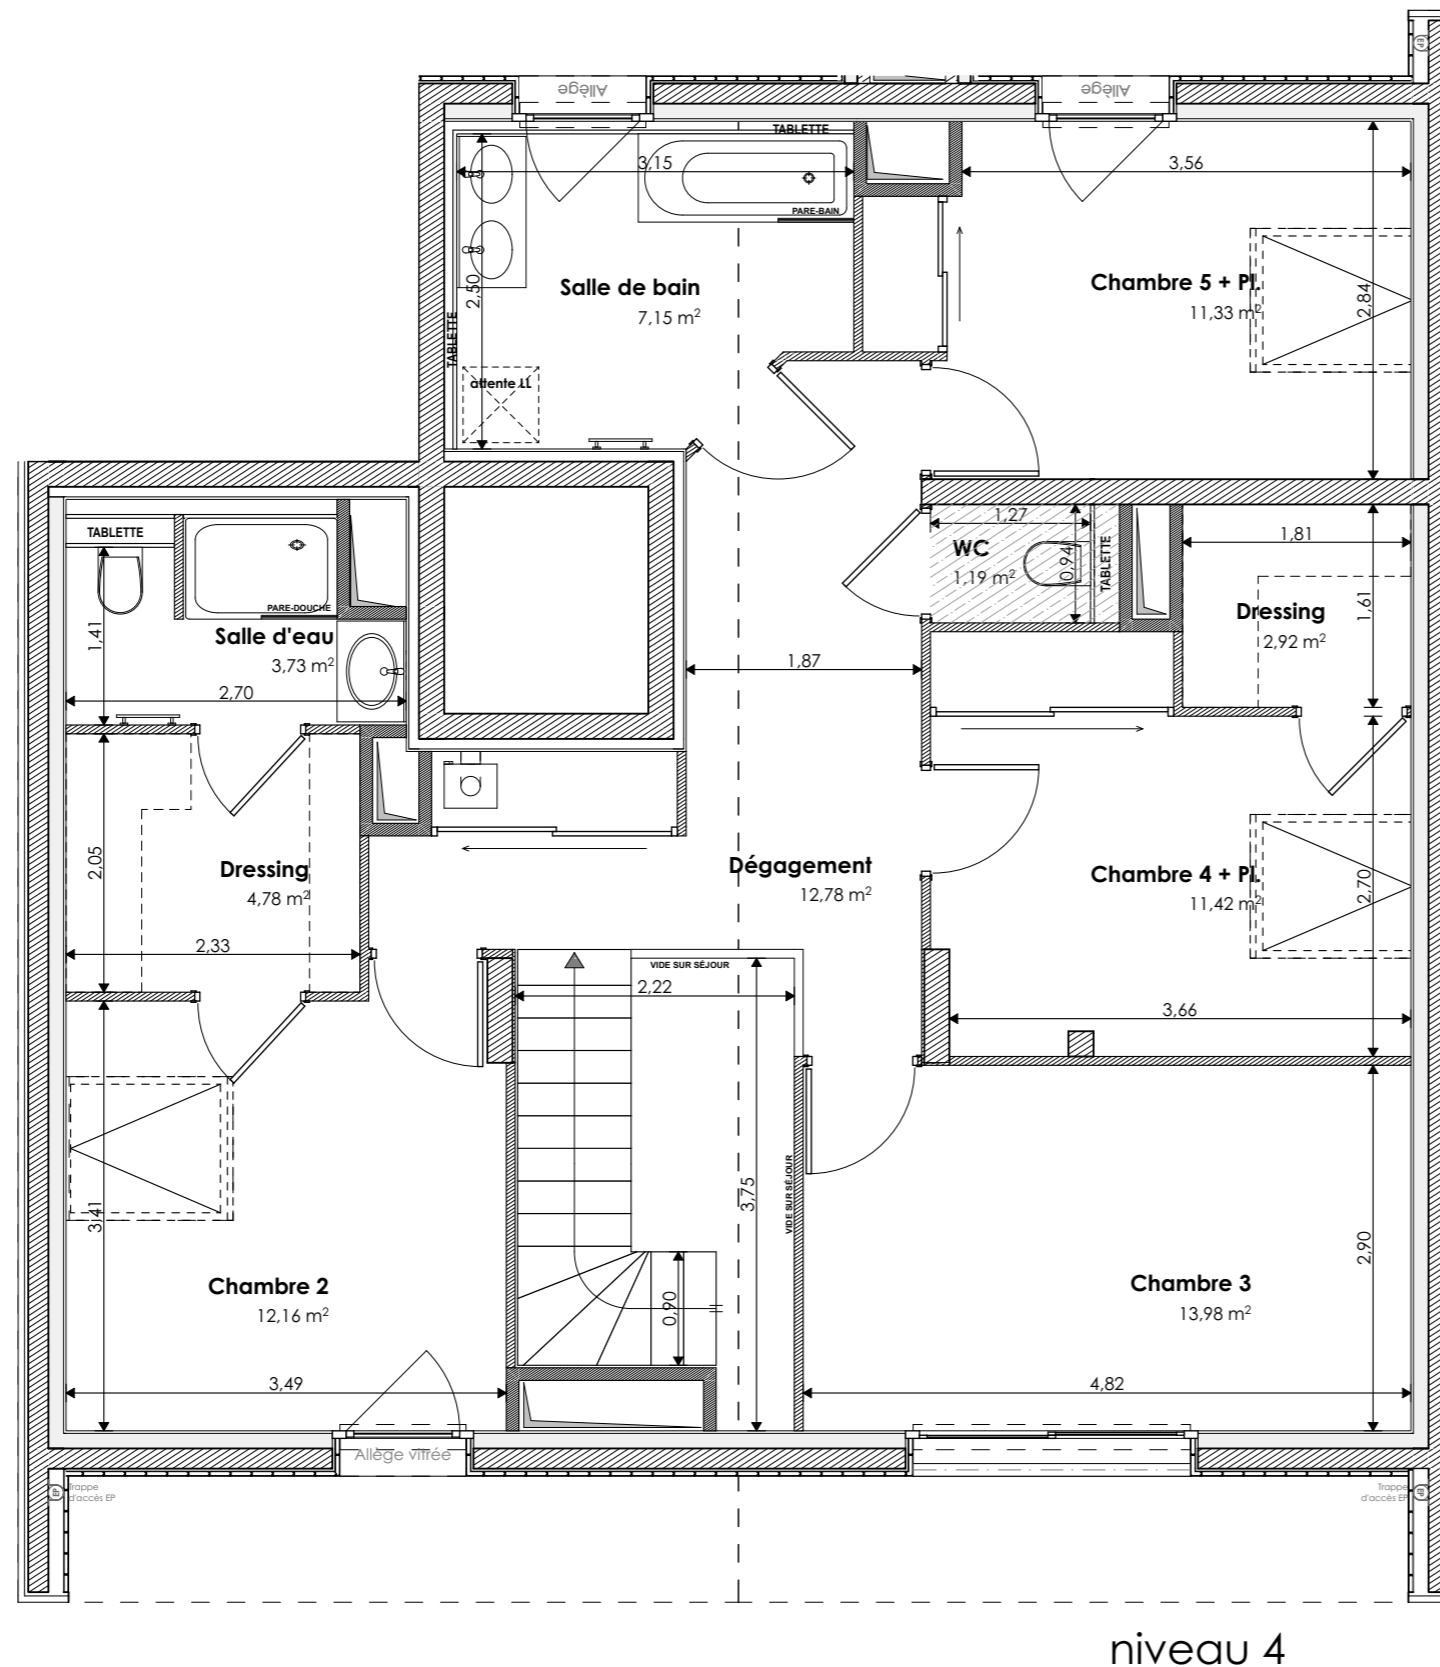 EP
Allège
Allège
TABLETTE
3,15
3,56
PARE-BAIN
Salle de bain
7,15 m²
2,50
TABLETTE
Chambre 5 + Pl.
11,33 m²
2,84
attente LL
TABLETTE
1,27
WC
1,19 m²
0,94
TABLETTE
1,81
Dressing
2,92 m²
1,61
PARE-DOUCHE
Salle d'eau
3,73 m²
1,41
2,70
1,87
Dressing
4,78 m²
2,05
2,33
Dégagement
12,78 m²
Chambre 4 + Pl.
11,42 m²
2,70
VIDE SUR SÉJOUR
2,22
3,66
3,75
VIDE SUR SÉJOUR
3,41
Chambre 2
12,16 m²
0,90
Chambre 3
13,98 m²
2,90
3,49
4,82
Allège vitrée
EP
Trappe
d'accès EP
Trappe
d'accès EP
EP
niveau 4